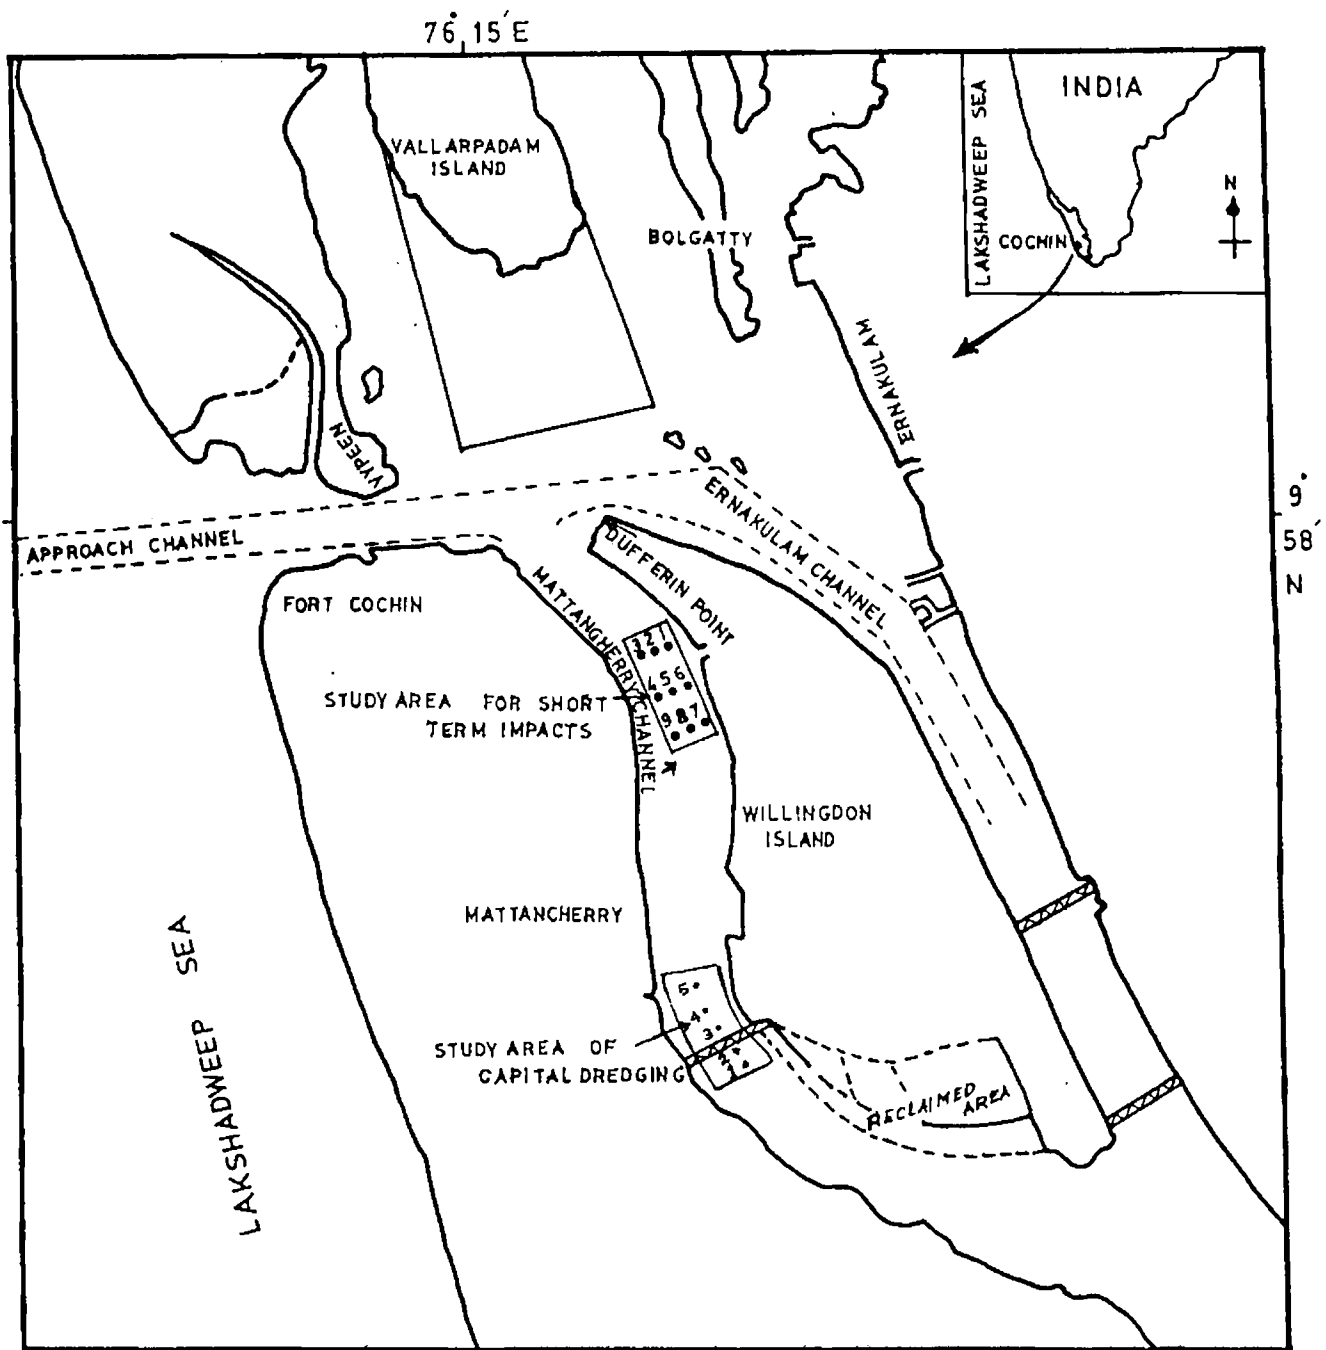 76° 15' E
INDIA
LAKSHADWEEP SEA
N
COCHIN
VALLARPADAM
ISLAND
BOLGATTY
ERNAKULAM
VYPEEN
9°
58'
N
ERNAKULAM CHANNEL
APPROACH CHANNEL
DUFFERIN POINT
FORT COCHIN
MATTANGHERRY CHANNEL
3 2 1
4 5 6
9 8 7
STUDY AREA FOR SHORT
TERM IMPACTS
WILLINGDON
ISLAND
MATTANCHERRY
LAKSHADWEEP SEA
5
4
3
2
1
STUDY AREA OF
CAPITAL DREDGING
RECLAIMED
AREA